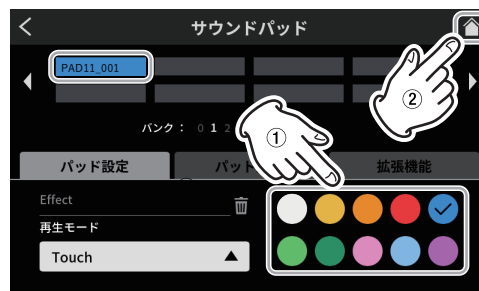 サウンドパッド
PAD11_001
バンク： 0 1 2
②
①
パッド設定 パッド 拡張機能
Effect
再生モード
Touch